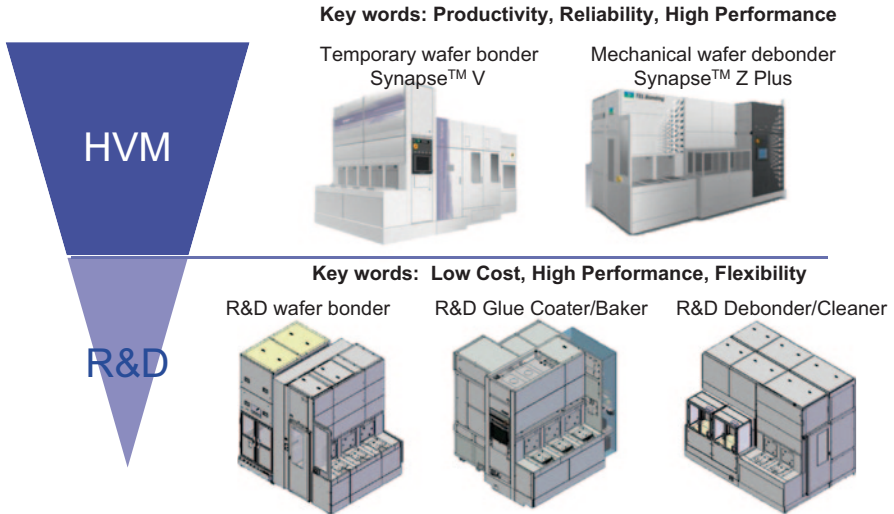 Key words: Productivity, Reliability, High Performance
Temporary wafer bonder
Synapse™ V
Mechanical wafer debonder
Synapse™ Z Plus
HVM
Key words: Low Cost, High Performance, Flexibility
R&D wafer bonder
R&D Glue Coater/Baker
R&D Debonder/Cleaner
R&D